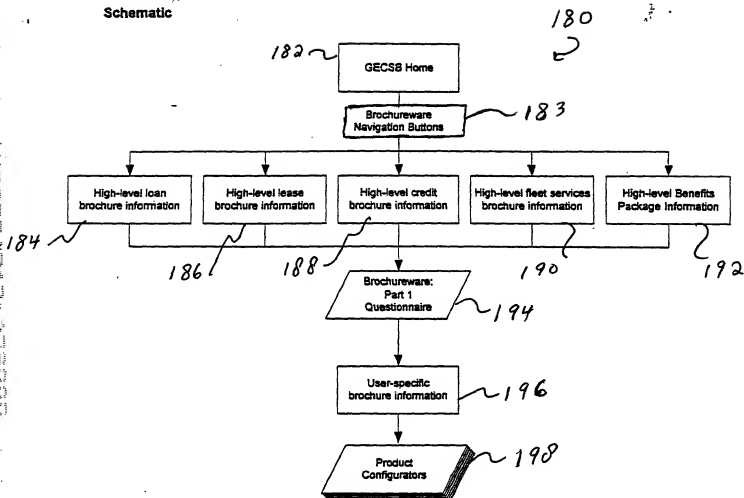 Schematic
180
182
GECSB Home
Brochureware
Navigation Buttons
183
High-level loan
brochure information
High-level lease
brochure information
High-level credit
brochure information
High-level fleet services
brochure information
High-level Benefits
Package Information
184
186
188
190
192
Brochureware:
Part 1
Questionnaire
194
User-specific
brochure information
196
Product
Configurators
198